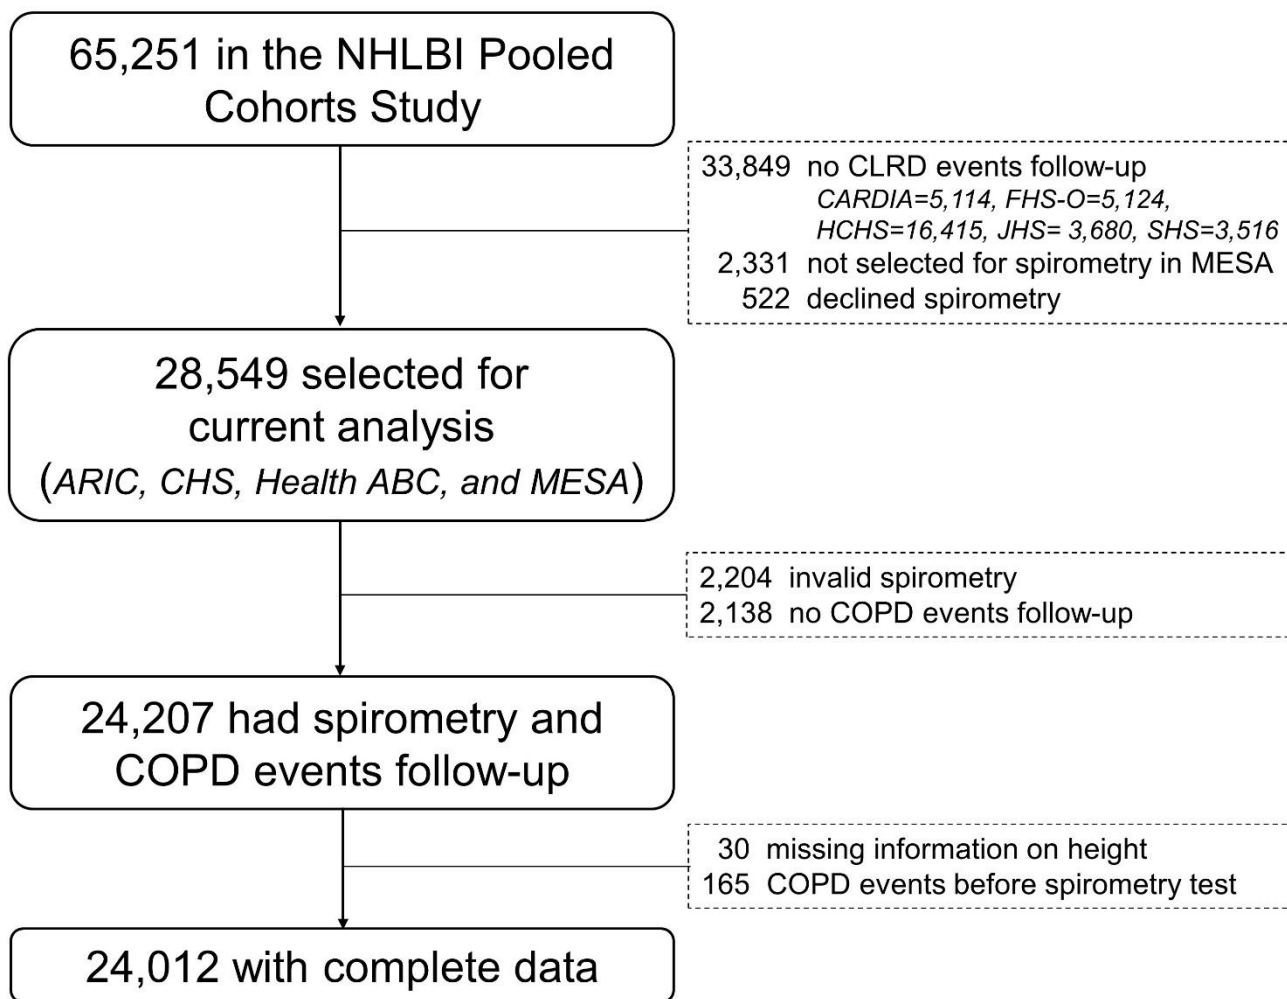 65,251 in the NHLBI Pooled
Cohorts Study
33,849 no CLRD events follow-up
CARDIA=5,114, FHS-O=5,124,
HCHS=16,415, JHS= 3,680, SHS=3,516
2,331 not selected for spirometry in MESA
522 declined spirometry
28,549 selected for
current analysis
(ARIC, CHS, Health ABC, and MESA)
2,204 invalid spirometry
2,138 no COPD events follow-up
24,207 had spirometry and
COPD events follow-up
30 missing information on height
165 COPD events before spirometry test
24,012 with complete data